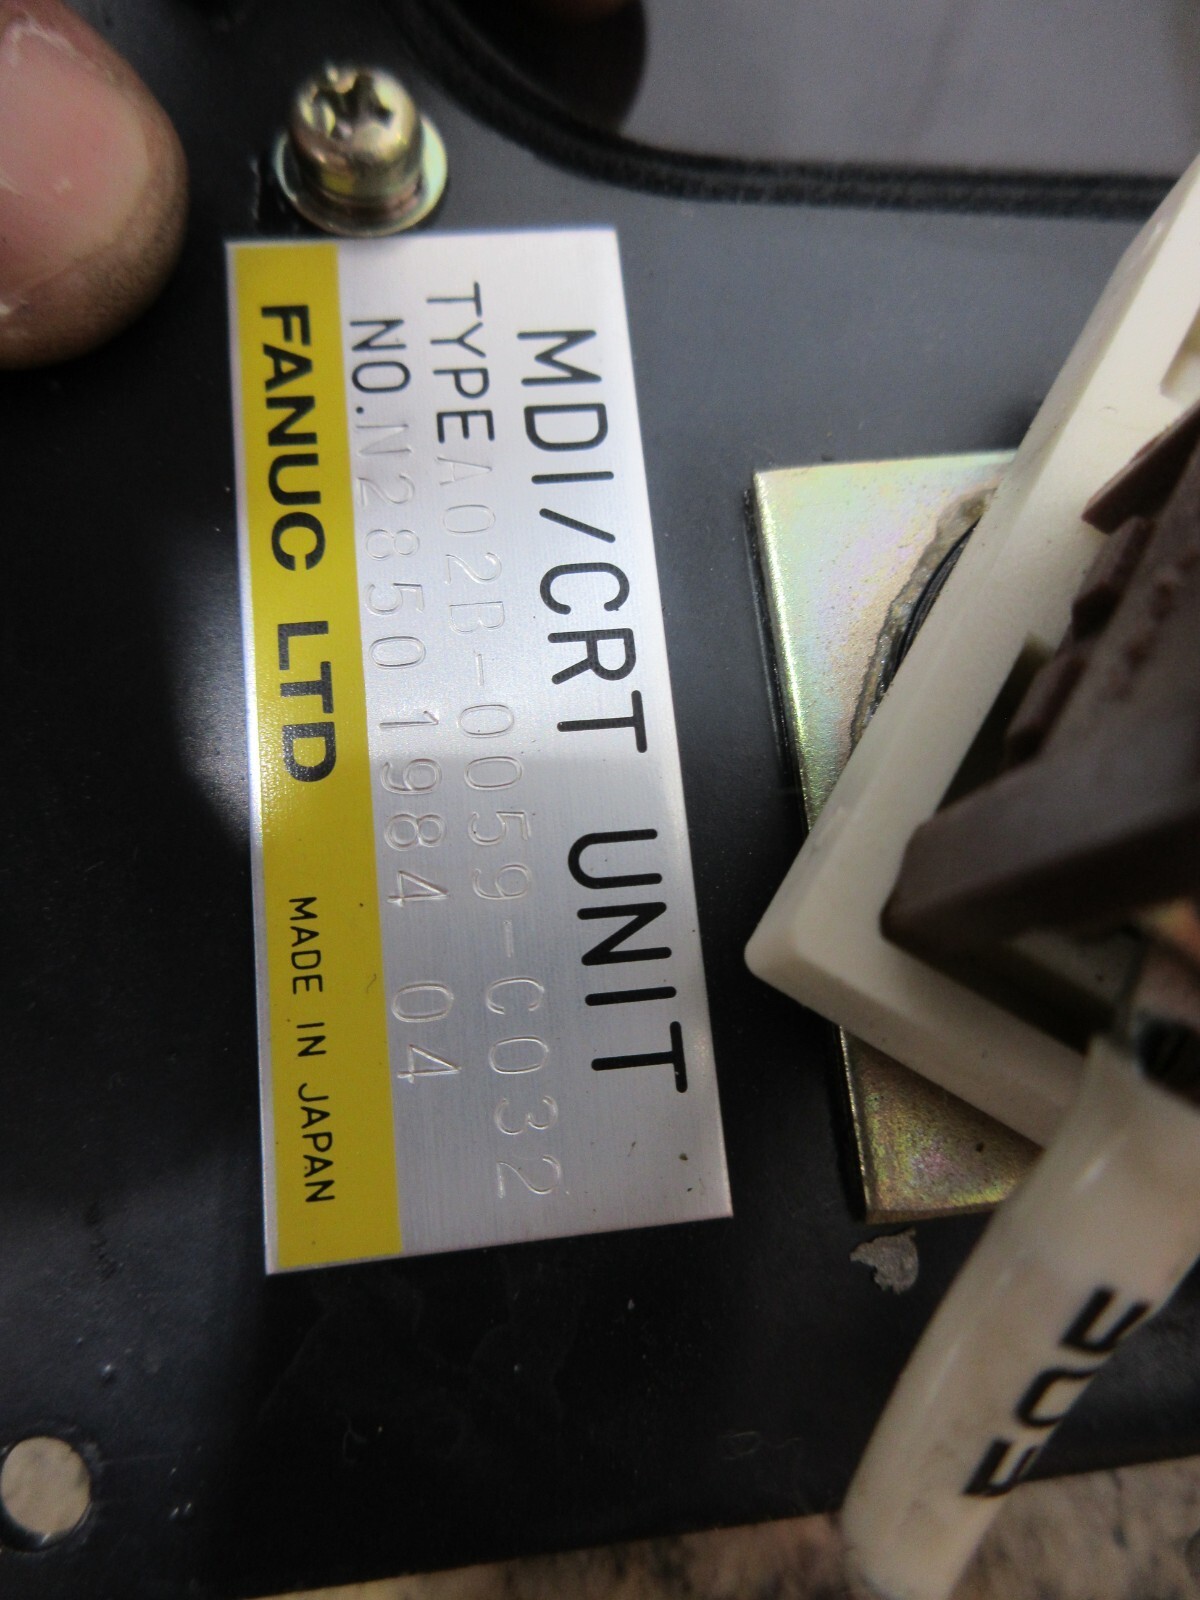 MDI/CRT UNIT
TYPE A02B-0059-C032
NO. N2850 1984 04
FANUC LTD MADE IN JAPAN